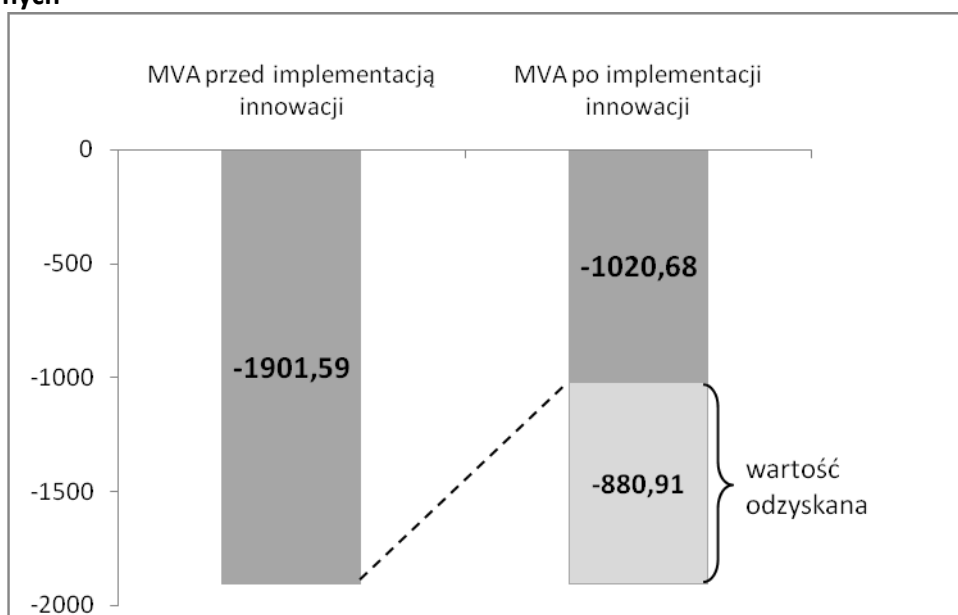 MVA przed implementacją
innowacji
MVA po implementacji
innowacji
0
-500
-1000
-1500
-2000
-1901,59
-1020,68
-880,91
wartość
odzyskana